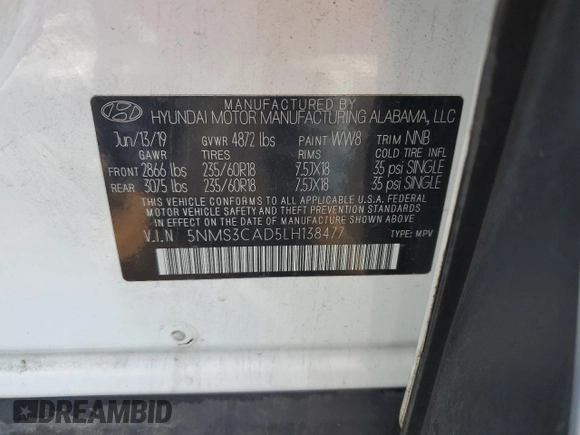 MANUFACTURED BY
HYUNDAI MOTOR MANUFACTURING ALABAMA, LLC
Jun/13/19 GVWR 4872 lbs PAINT WW8 TRIM NNB
GAWR TIRES RIMS COLD TIRE INFL
FRONT 2866 lbs 235/60R18 7.5JX18 35 psi SINGLE
REAR 3075 lbs 235/60R18 7.5JX18 35 psi SINGLE
THIS VEHICLE CONFORMS TO ALL APPLICABLE U.S.A. FEDERAL
MOTOR VEHICLE SAFETY AND THEFT PREVENTION STANDARDS
IN EFFECT ON THE DATE OF MANUFACTURE SHOWN ABOVE.
V.I.N 5NMS3CAD5LH138477 TYPE: MPV
DREAMBID